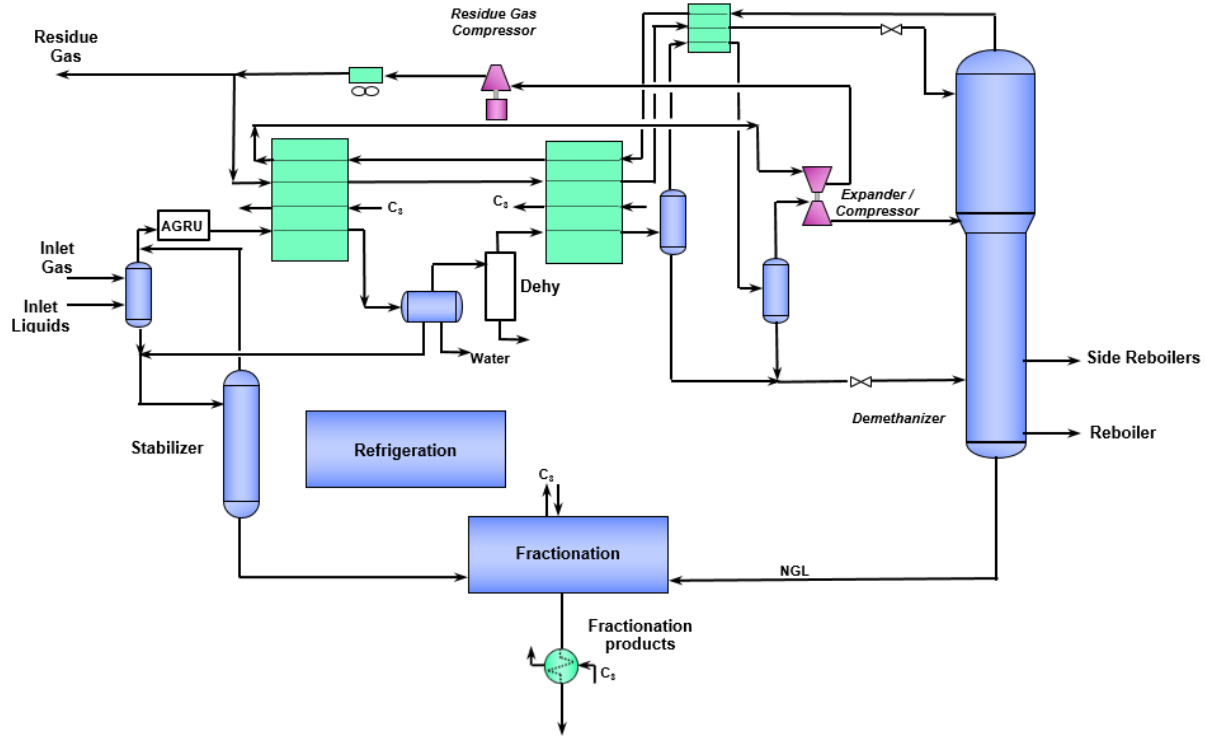 Residue Gas
Compressor
Residue
Gas
C₃
C₃
Expander /
Compressor
AGRU
Inlet
Gas
Inlet
Liquids
Dehy
Water
Side Reboilers
Demethanizer
Reboiler
Stabilizer
Refrigeration
C₃
Fractionation
NGL
Fractionation
products
C₃